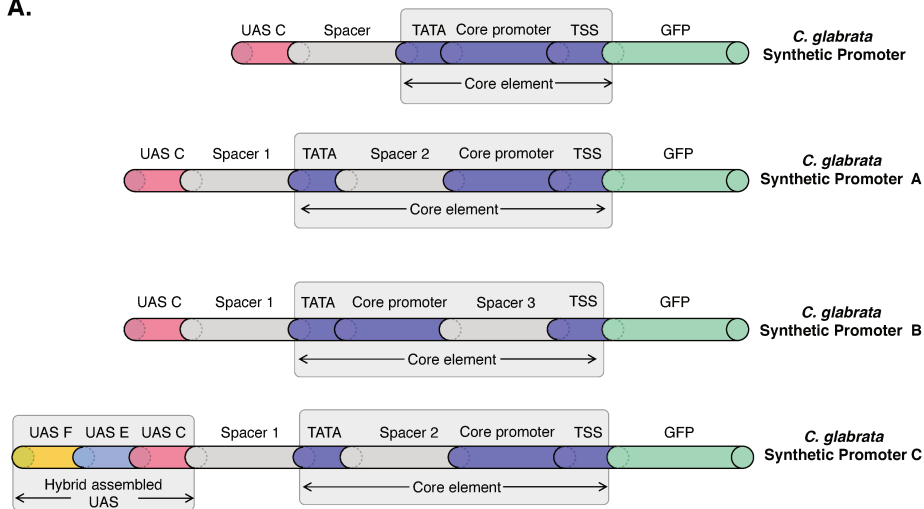 A.
UAS C Spacer TATA Core promoter TSS GFP
C. glabrata
Synthetic Promoter
Core element
UAS C Spacer 1 TATA Spacer 2 Core promoter TSS GFP
C. glabrata
Synthetic Promoter A
Core element
UAS C Spacer 1 TATA Core promoter Spacer 3 TSS GFP
C. glabrata
Synthetic Promoter B
Core element
UAS F UAS E UAS C Spacer 1 TATA Spacer 2 Core promoter TSS GFP
C. glabrata
Synthetic Promoter C
Hybrid assembled
UAS
Core element